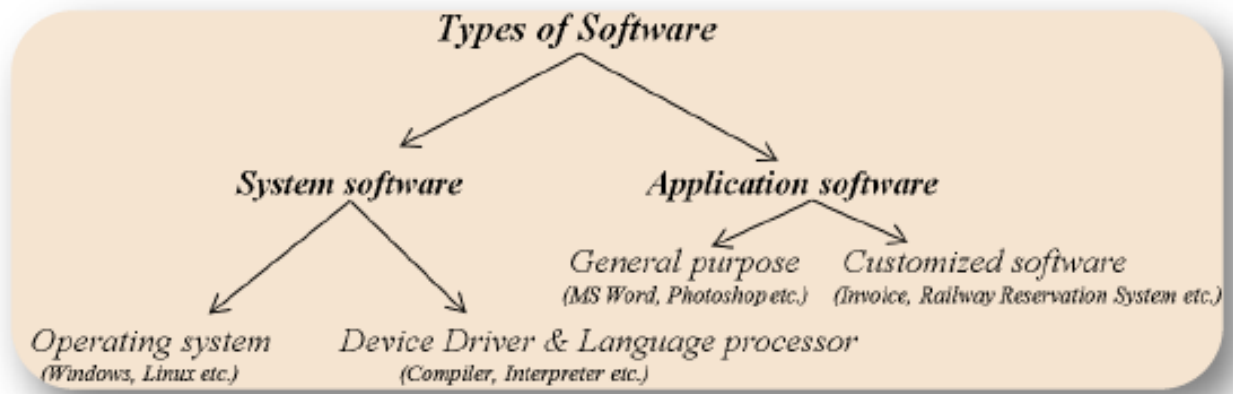 Types of Software
System software
Application software
General purpose
(MS Word, Photoshop etc.)
Customized software
(Invoice, Railway Reservation System etc.)
Operating system
(Windows, Linux etc.)
Device Driver & Language processor
(Compiler, Interpreter etc.)